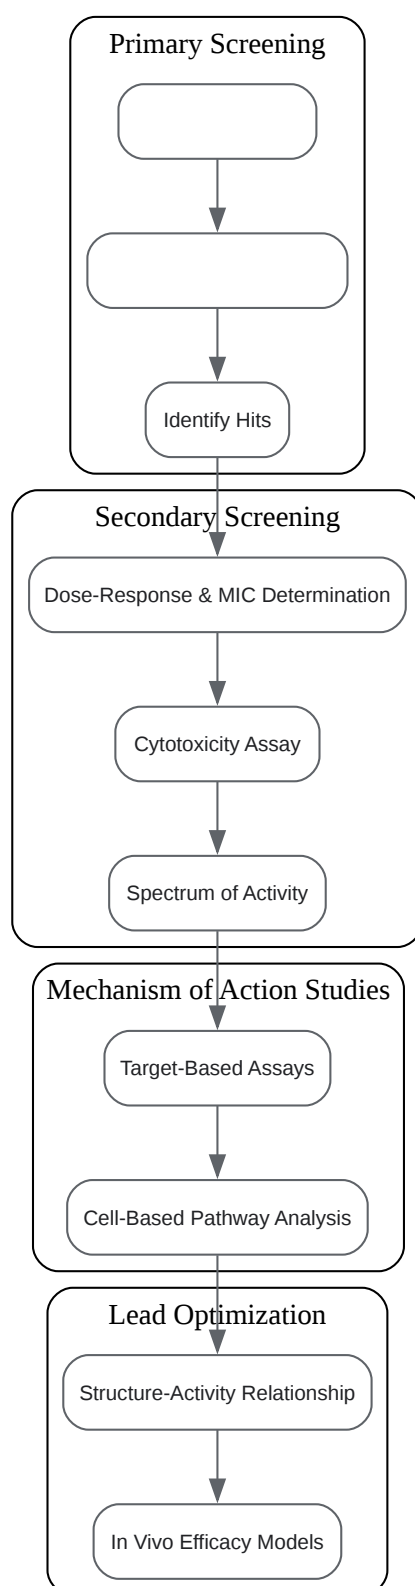 Primary Screening
Identify Hits
Secondary Screening
Dose-Response & MIC Determination
Cytotoxicity Assay
Spectrum of Activity
Mechanism of Action Studies
Target-Based Assays
Cell-Based Pathway Analysis
Lead Optimization
Structure-Activity Relationship
In Vivo Efficacy Models